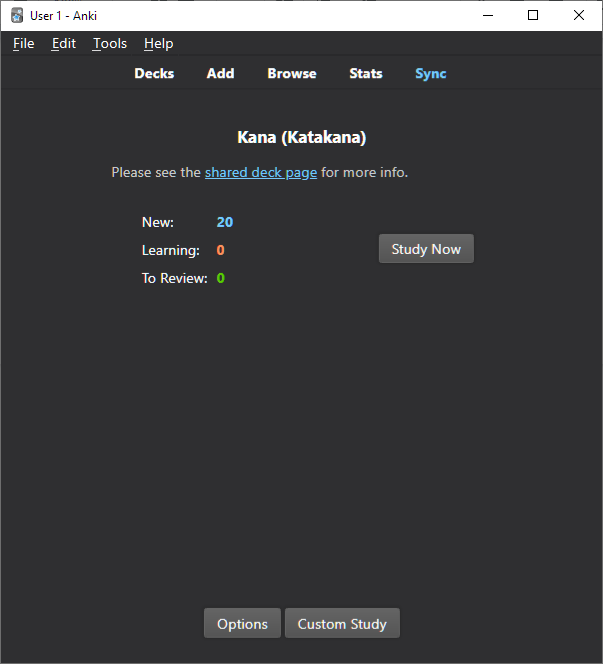 User 1 - Anki
File Edit Tools Help
Decks Add Browse Stats Sync
Kana (Katakana)
Please see the shared deck page for more info.
New: 20
Learning: 0
Study Now
To Review: 0
Options Custom Study